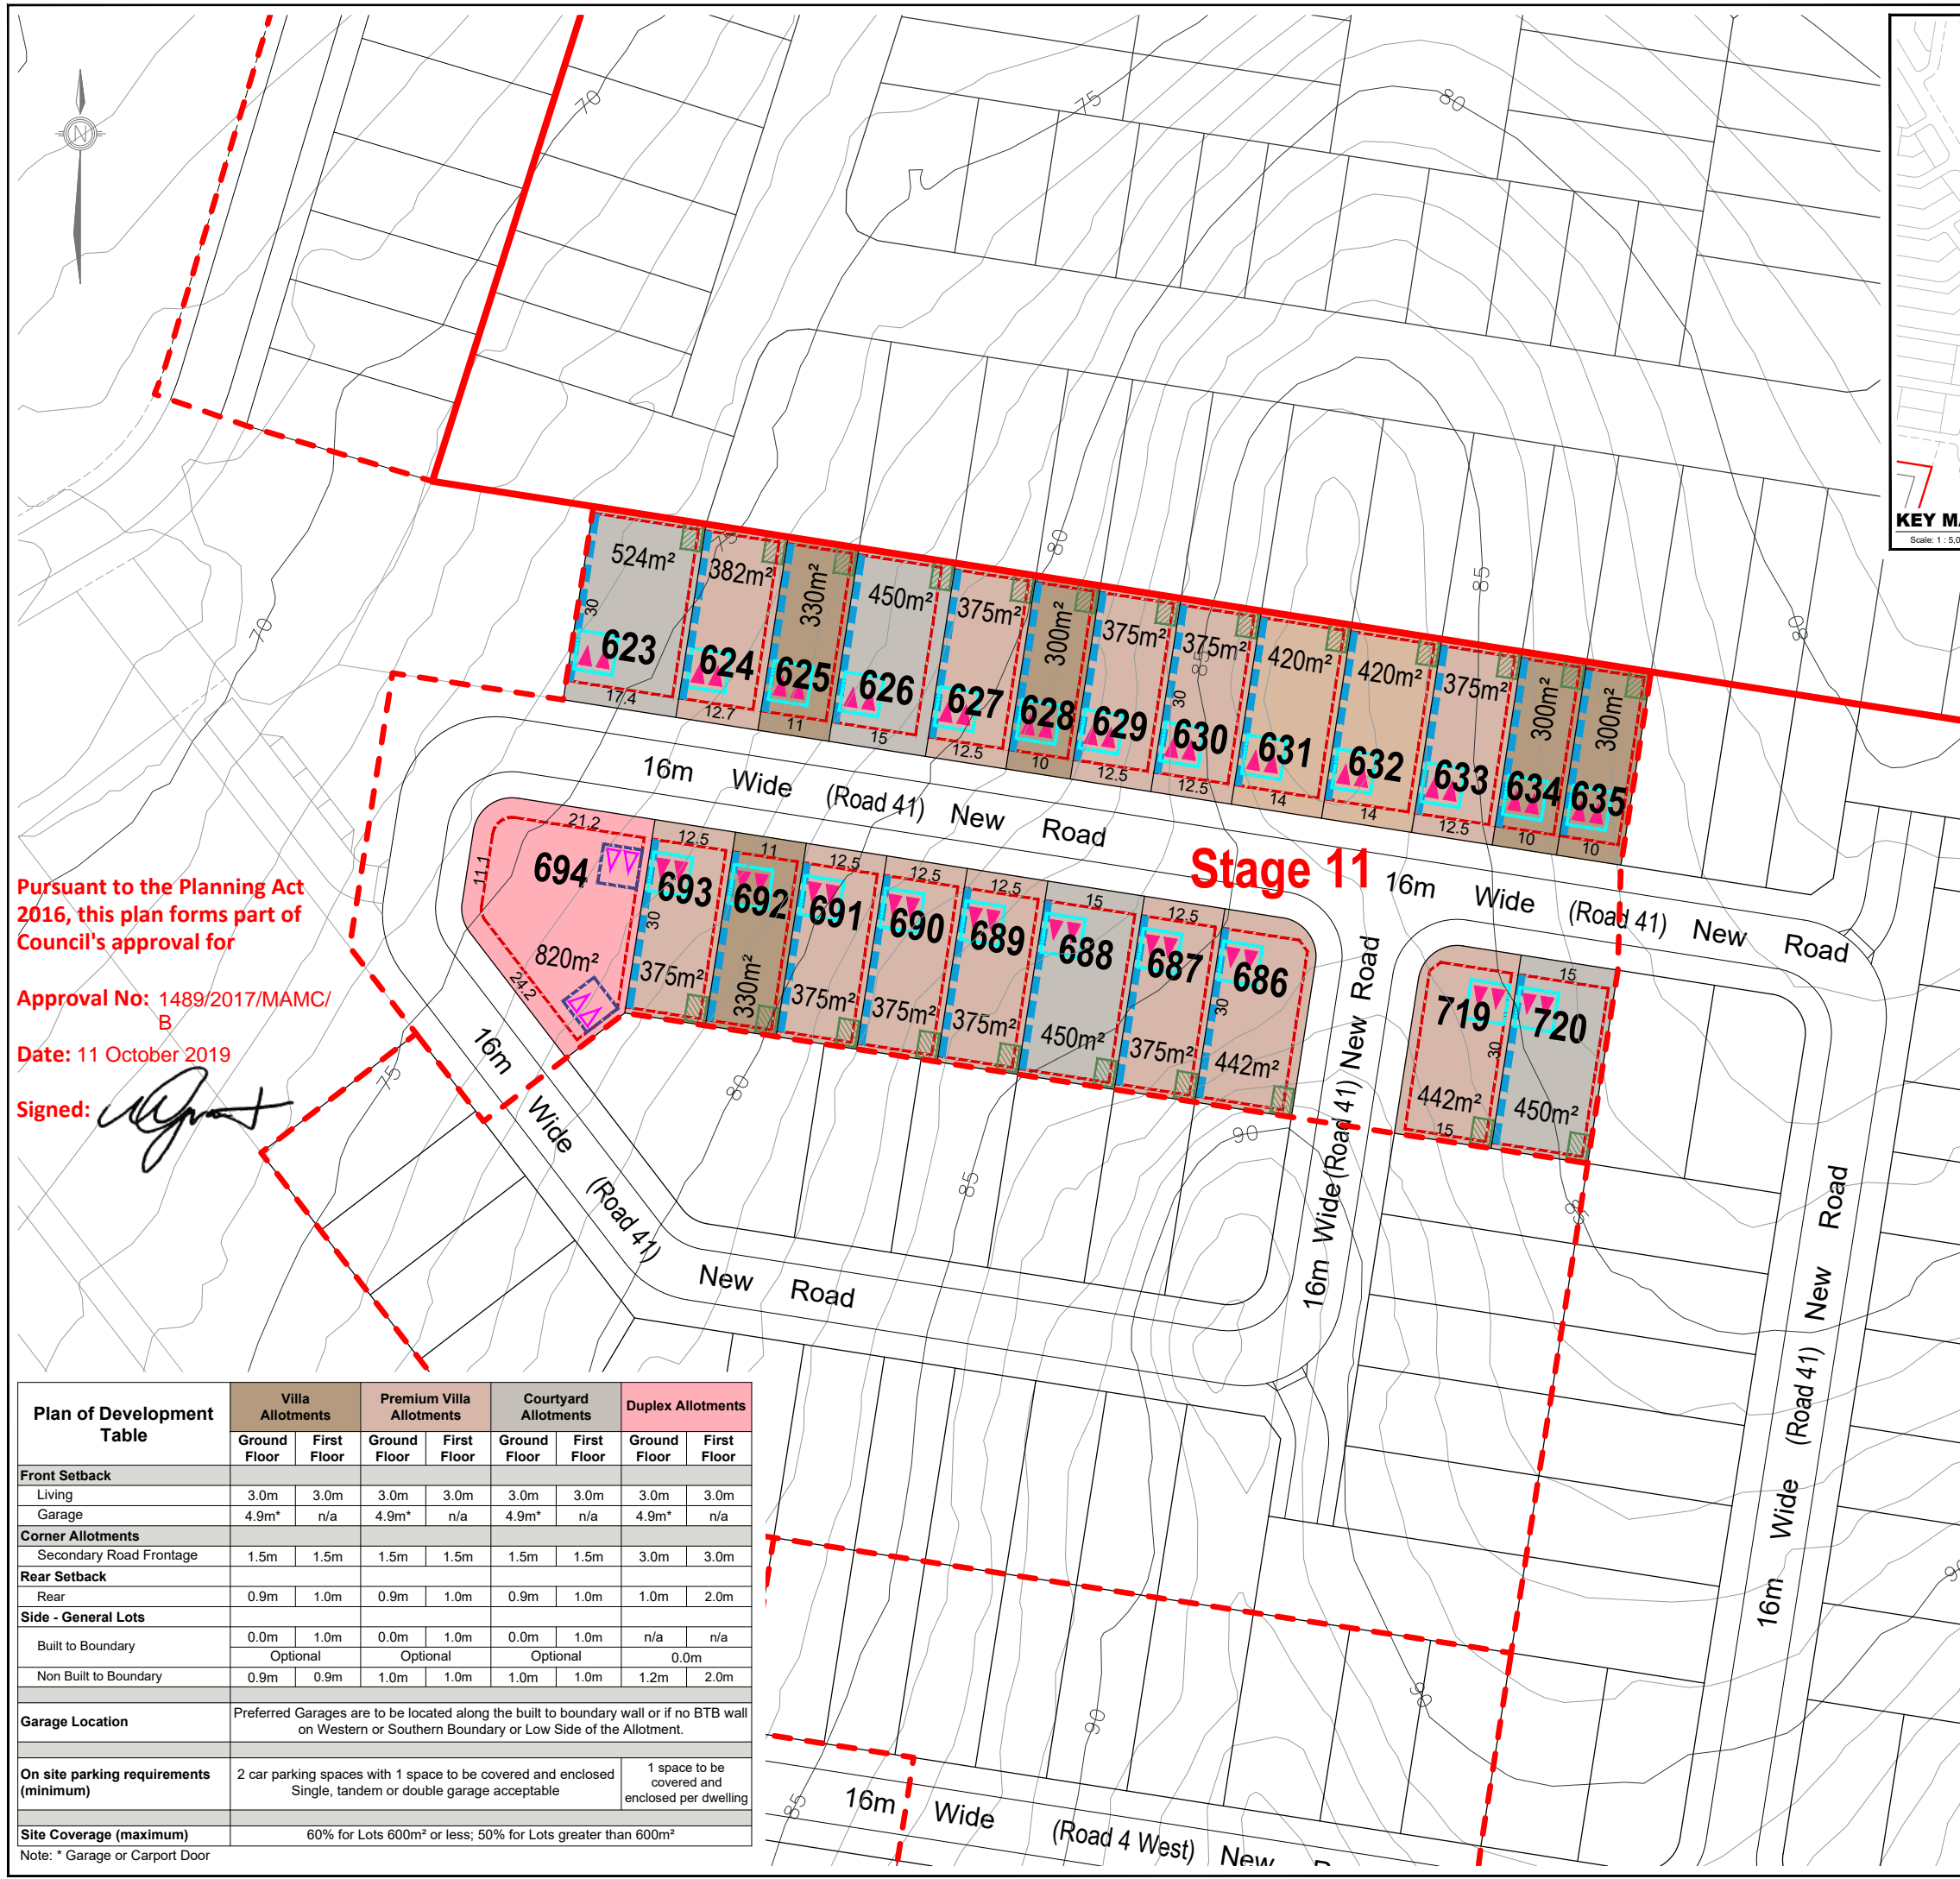 N
70
75
80
KEY
Scale: 1 : 5,0
70
75
80
85
80
85
524m²
30
623
17.4
382m²
624
12.7
330m²
625
11
450m²
626
15
375m²
627
12.5
300m²
628
10
375m²
629
12.5
375m²
30
630
12.5
420m²
631
14
420m²
632
14
375m²
633
12.5
300m²
634
10
300m²
635
10
16m Wide (Road 41) New Road
Stage 11
16m Wide (Road 41) New Road
21.2
11.1
694
820m²
24.2
12.5
693
30
375m²
11
692
330m²
12.5
691
375m²
12.5
690
375m²
12.5
689
375m²
15
688
450m²
12.5
687
375m²
686
30
442m²
719
30
442m²
15
15
720
450m²
Pursuant to the Planning Act
2016, this plan forms part of
Council's approval for
Approval No: 1489/2017/MAMC/
B
Date: 11 October 2019
Signed:
75
80
85
90
16m Wide (Road 41) New Road
16m Wide (Road 41) New Road
16m Wide (Road 41) New Road
90
90
85
16m Wide (Road 4 West) New
Plan of Development
Table
Villa
Allotments
Premium Villa
Allotments
Courtyard
Allotments
Duplex Allotments
Ground
Floor
First
Floor
Ground
Floor
First
Floor
Ground
Floor
First
Floor
Ground
Floor
First
Floor
Front Setback
Living 3.0m 3.0m 3.0m 3.0m 3.0m 3.0m 3.0m 3.0m
Garage 4.9m* n/a 4.9m* n/a 4.9m* n/a 4.9m* n/a
Corner Allotments
Secondary Road Frontage 1.5m 1.5m 1.5m 1.5m 1.5m 1.5m 3.0m 3.0m
Rear Setback
Rear 0.9m 1.0m 0.9m 1.0m 0.9m 1.0m 1.0m 2.0m
Side - General Lots
Built to Boundary 0.0m 1.0m 0.0m 1.0m 0.0m 1.0m n/a n/a
Optional Optional Optional 0.0m
Non Built to Boundary 0.9m 0.9m 1.0m 1.0m 1.0m 1.0m 1.2m 2.0m
Garage Location
Preferred Garages are to be located along the built to boundary wall or if no BTB wall
on Western or Southern Boundary or Low Side of the Allotment.
On site parking requirements
(minimum)
2 car parking spaces with 1 space to be covered and enclosed
Single, tandem or double garage acceptable
1 space to be
covered and
enclosed per dwelling
Site Coverage (maximum) 60% for Lots 600m² or less; 50% for Lots greater than 600m²
Note: * Garage or Carport Door